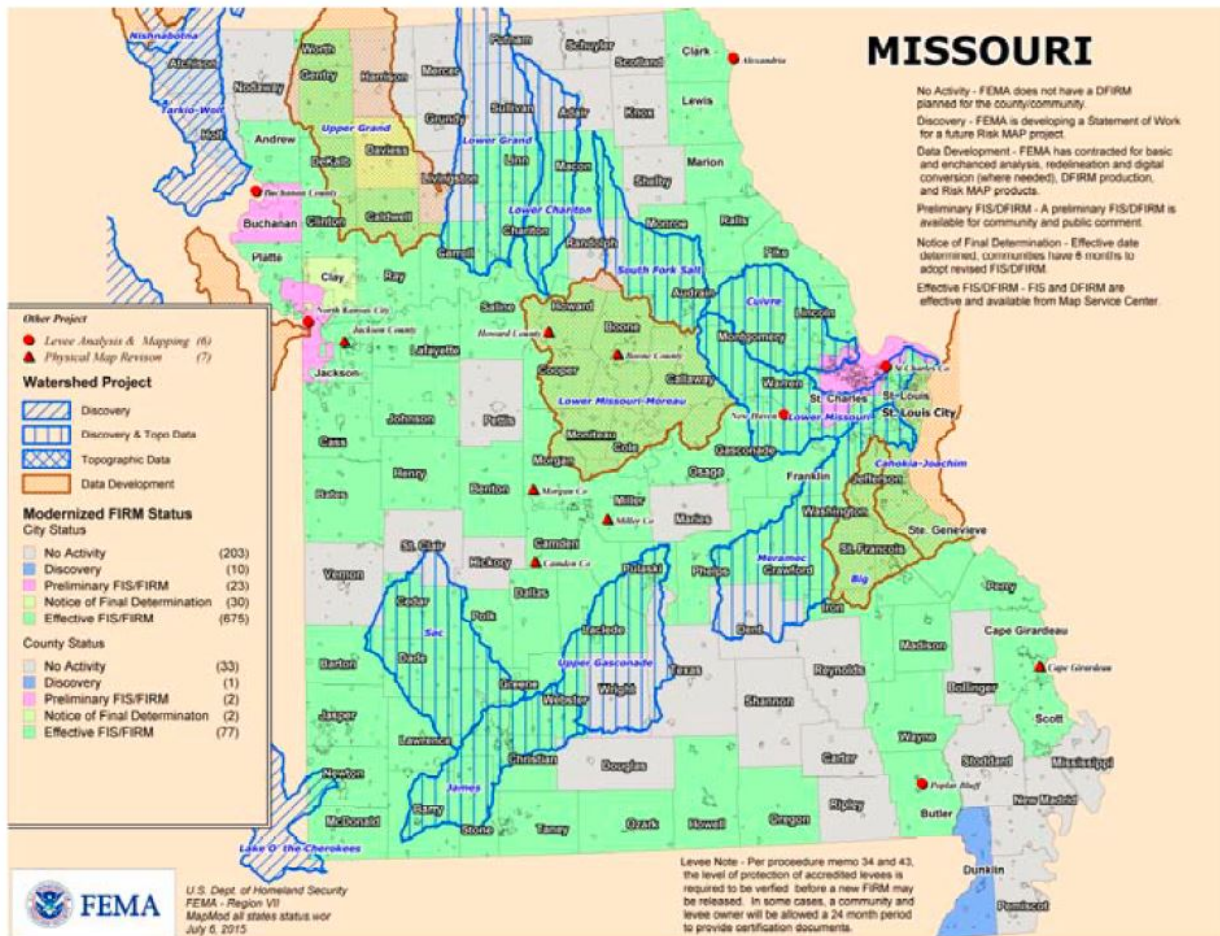 MISSOURI
No Activity - FEMA does not have a DFIRM
planned for the county/community.
Discovery - FEMA is developing a Statement of Work
for a future Risk MAP project.
Data Development - FEMA has contracted for basic
and enchanced analysis, redelineation and digital
conversion (where needed), DFIRM production,
and Risk MAP products.
Preliminary FIS/DFIRM - A preliminary FIS/DFIRM is
available for community and public comment.
Notice of Final Determination - Effective date
determined, communities have 6 months to
adopt revised FIS/DFIRM.
Effective FIS/DFIRM - FIS and DFIRM are
effective and available from Map Service Center
Nishnabotna
Atchison
Nodaway
Worth
Gentry
Harrison
Mercer
Putnam
Schuyler
Scotland
Clark
Alexandria
Tarkio-Wolf
Holt
Andrew
Upper Grand
DeKalb
Daviess
Grundy
Sullivan
Lower Grand
Adair
Knox
Lewis
Livingston
Linn
Macon
Shelby
Marion
Buchanan County
Buchanan
Clinton
Caldwell
Lower Chariton
Chariton
Randolph
Monroe
Ralls
Platte
Clay
Ray
Carroll
South Fork Salt
Pike
North Kansas City
Jackson County
Jackson
Lafayette
Saline
Howard
Howard County
Boone
Boone County
Audrain
Cuivre
Lincoln
Montgomery
Cooper
Callaway
Warren
St. Charles
St Charles Co
St. Louis
St. Louis City
Lower Missouri-Moreau
New Haven
Lower Missouri
Johnson
Pettis
Moniteau
Cole
Gasconade
Cass
Morgan
Osage
Franklin
Cahokia-Joachim
Jefferson
Henry
Benton
Morgan Co
Miller
Maries
Washington
Bates
Miller Co
Ste. Genevieve
St. Clair
Camden
St. Francois
Vernon
Hickory
Camden Co
Pulaski
Phelps
Meramec
Crawford
Big
Perry
Cedar
Polk
Dallas
Iron
Sac
Laclede
Dent
Madison
Cape Girardeau
Barton
Dade
Upper Gasconade
Texas
Reynolds
Cape Girardeau
Greene
Webster
Wright
Shannon
Bollinger
Jasper
Scott
Lawrence
Christian
Douglas
Carter
Wayne
Stoddard
Mississippi
Newton
James
Ripley
Poplar Bluff
New Madrid
McDonald
Barry
Stone
Taney
Ozark
Howell
Oregon
Butler
Lake O' the Cherokees
Dunklin
Pemiscot
Other Project
Levee Analysis & Mapping (6)
Physical Map Revison (7)
Watershed Project
Discovery
Discovery & Topo Data
Topographic Data
Data Development
Modernized FIRM Status
City Status
No Activity (203)
Discovery (10)
Preliminary FIS/FIRM (23)
Notice of Final Determination (30)
Effective FIS/FIRM (675)
County Status
No Activity (33)
Discovery (1)
Preliminary FIS/FIRM (2)
Notice of Final Determinaton (2)
Effective FIS/FIRM (77)
FEMA
U.S. Dept. of Homeland Security
FEMA - Region VII
MapMod all states status.wor
July 6, 2015
Levee Note - Per proceedure memo 34 and 43,
the level of protection of accredited levees is
required to be verfied before a new FIRM may
be released. In some cases, a community and
levee owner will be allowed a 24 month period
to provide certification documents.